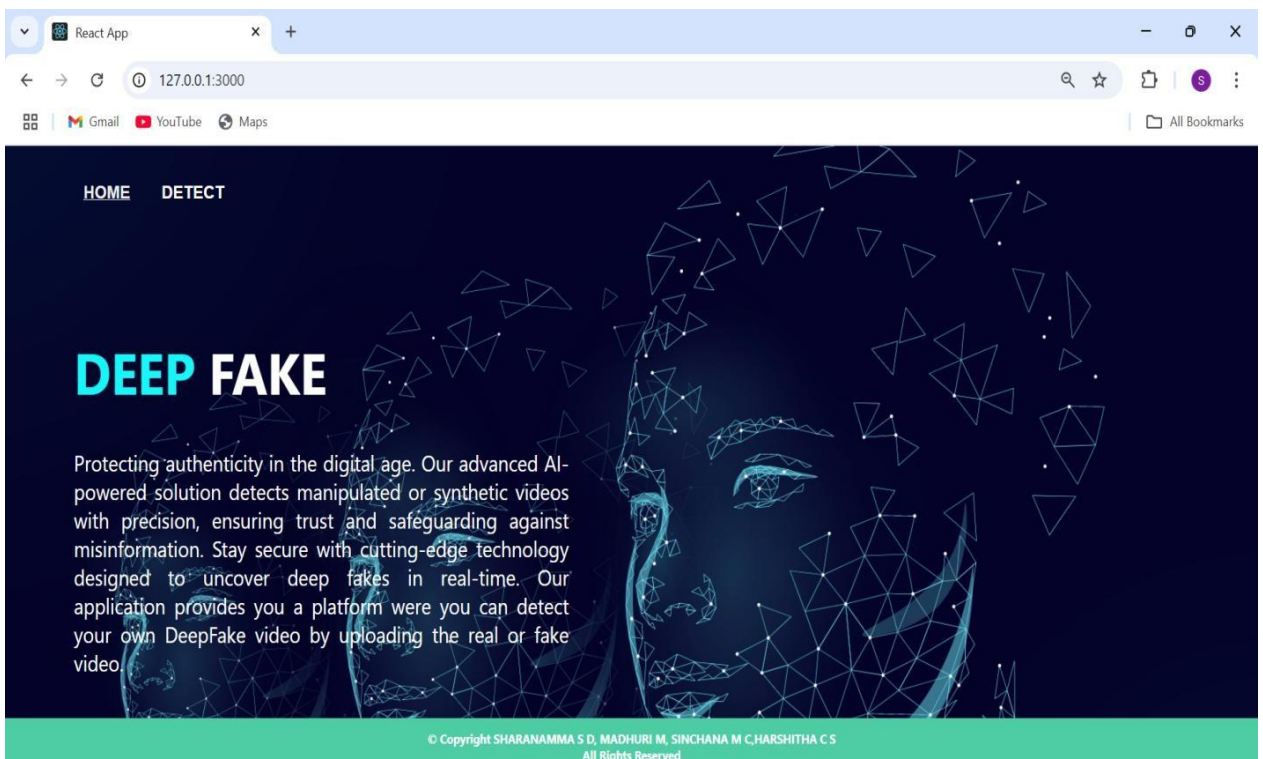 React App
127.0.0.1:3000
S
Gmail YouTube Maps All Bookmarks
HOME DETECT
DEEP FAKE
Protecting authenticity in the digital age. Our advanced AI-
powered solution detects manipulated or synthetic videos
with precision, ensuring trust and safeguarding against
misinformation. Stay secure with cutting-edge technology
designed to uncover deep fakes in real-time. Our
application provides you a platform were you can detect
your own DeepFake video by uploading the real or fake
video.
© Copyright SHARANAMMA S D, MADHURI M, SINCHANA M C,HARSHITHA C S
All Rights Reserved